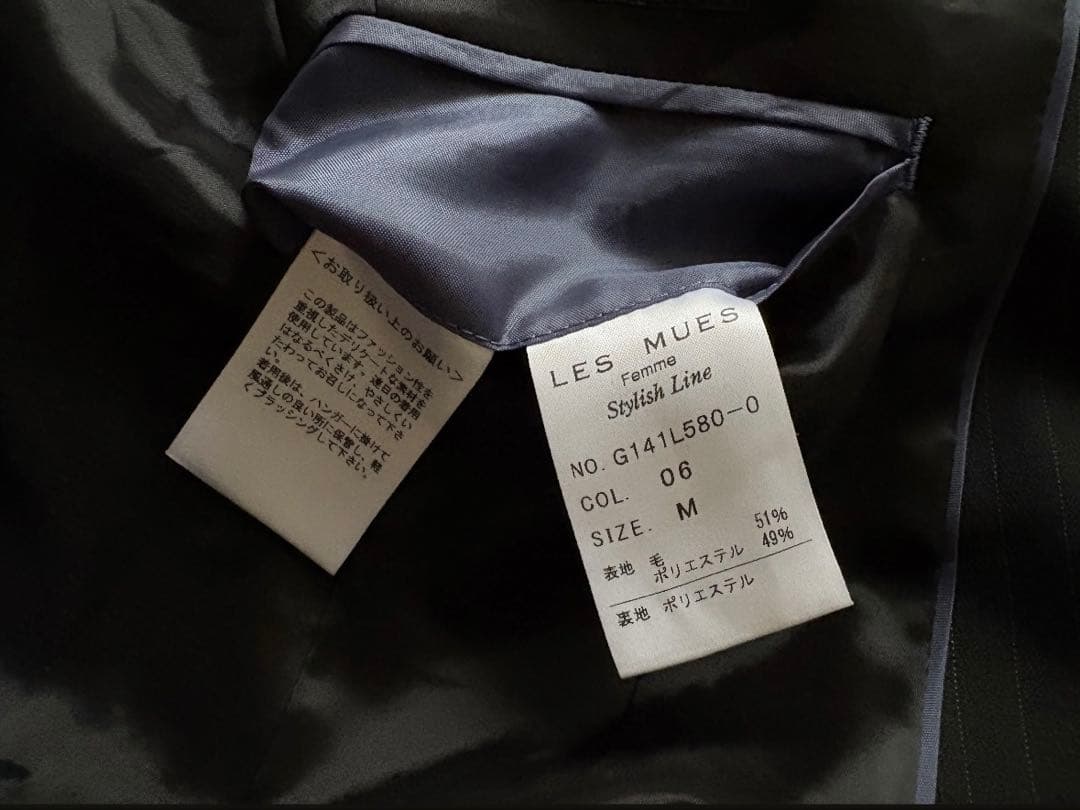 <お取り扱い上のお願い>
この製品はファッション性を
重視したデリケートな素材を
使用しています。連日の着用
はなるべくさけ、やさしくい
たわってお召しになって下さ
い。
着用後は、ハンガーに掛けて
風通しの良い所に保管し、軽
くブラッシングして下さい。
LES MUES
Femme
Stylish Line
NO. G141L580-0
COL. 06
SIZE. M
表地 毛 51%
ポリエステル 49%
裏地 ポリエステル